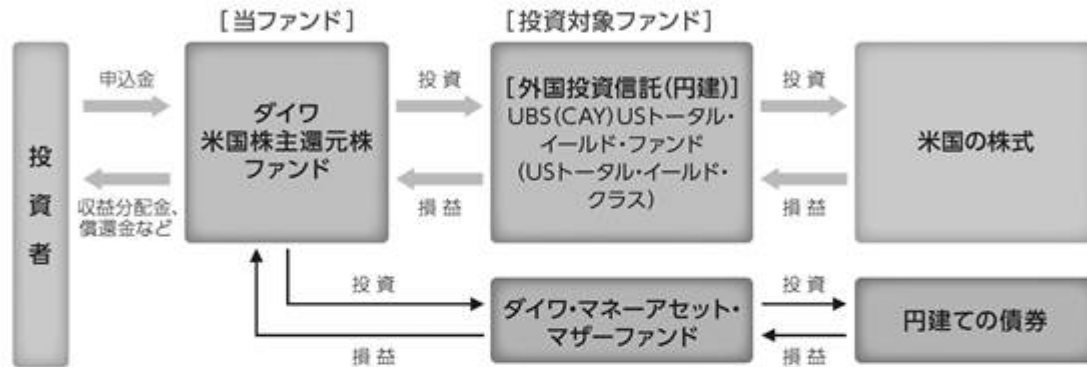 [当ファンド]
[投資対象ファンド]
投資者
申込金
収益分配金、
償還金など
ダイワ
米国株主還元株
ファンド
投資
損益
[外国投資信託(円建)]
UBS(CAY)USトータル・
イールド・ファンド
(USトータル・イールド・
クラス)
投資
損益
米国の株式
投資
損益
ダイワ・マネーアセット・
マザーファンド
投資
損益
円建ての債券